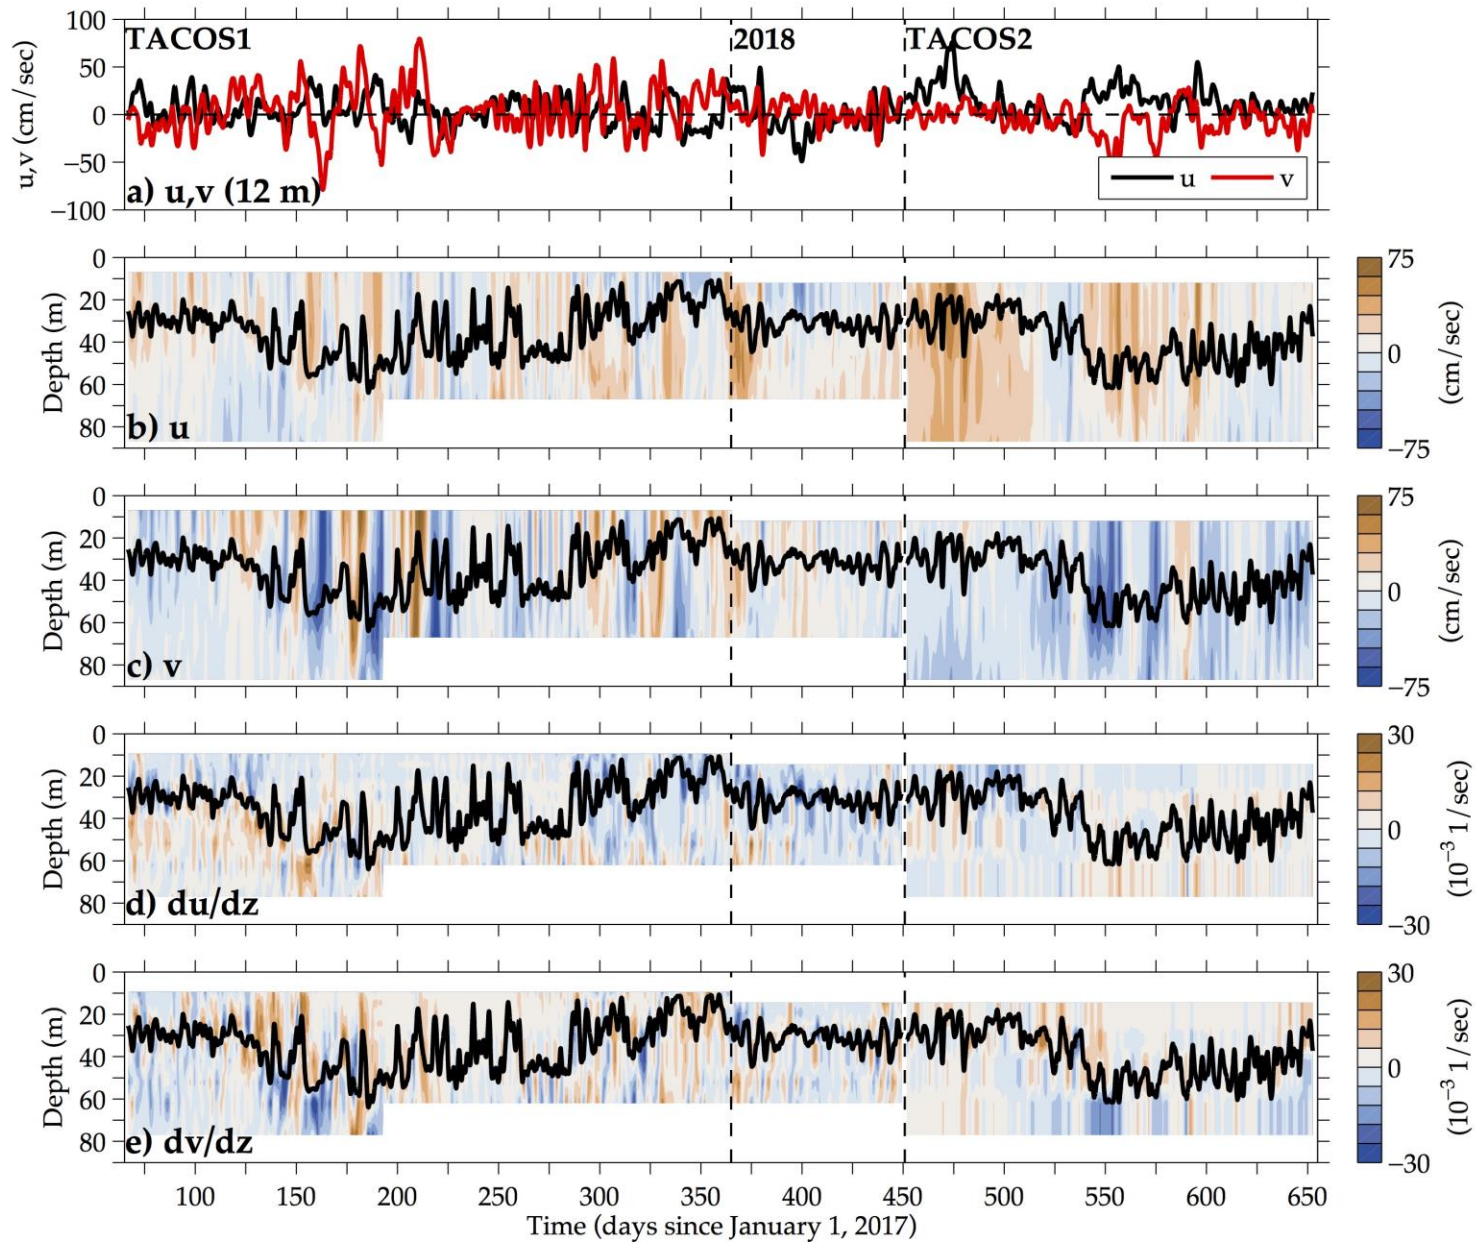 100
50
0
−50
−100
u,v (cm/sec)
TACOS1
2018
TACOS2
a) u,v (12 m)
u
v
0
20
40
60
80
Depth (m)
b) u
75
0
−75
(cm/sec)
0
20
40
60
80
Depth (m)
c) v
75
0
−75
(cm/sec)
0
20
40
60
80
Depth (m)
d) du/dz
30
0
−30
(10⁻³ 1/sec)
0
20
40
60
80
Depth (m)
e) dv/dz
30
0
−30
(10⁻³ 1/sec)
100 150 200 250 300 350 400 450 500 550 600 650
Time (days since January 1, 2017)